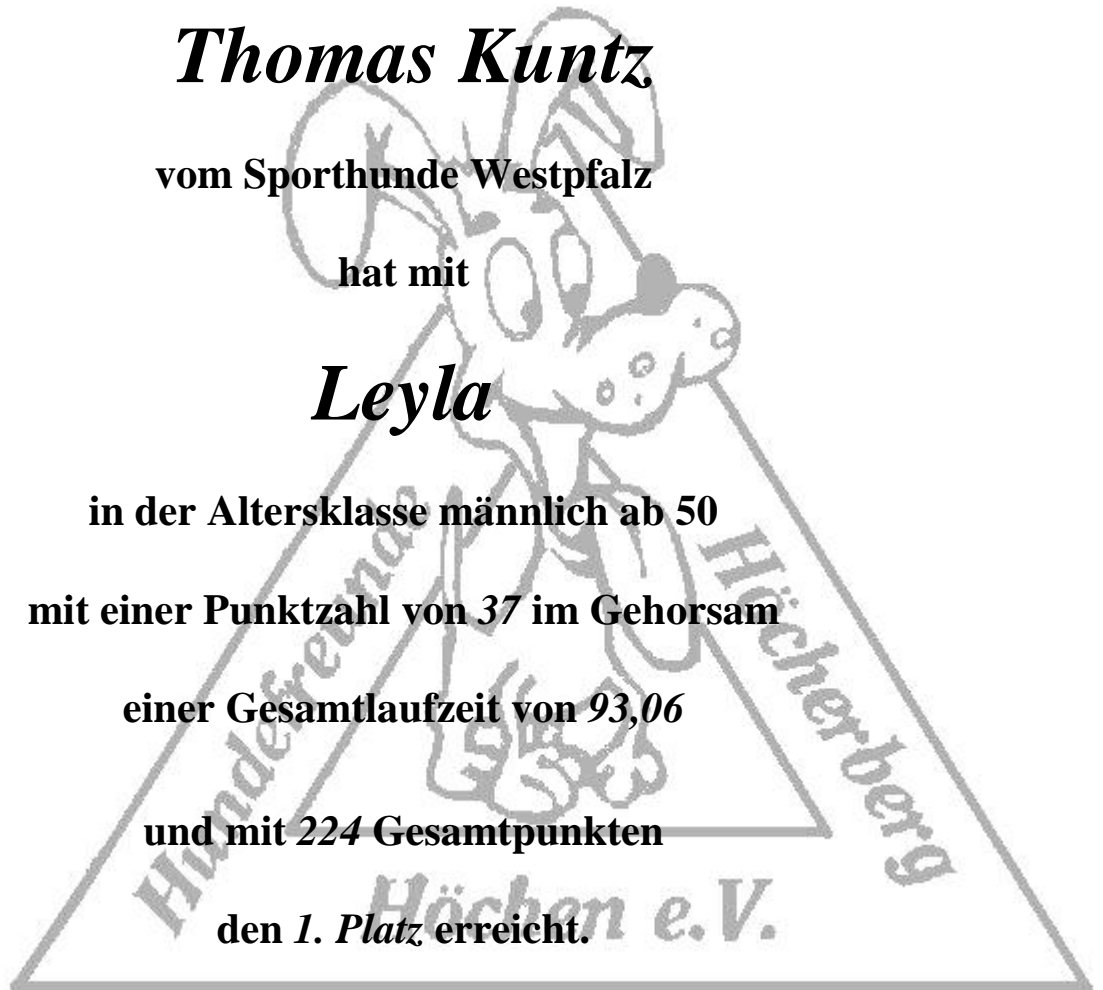 Thomas Kuntz
vom Sporthunde Westpfalz
hat mit
Leyla
in der Altersklasse männlich ab 50
mit einer Punktzahl von 37 im Gehorsam
einer Gesamtlaufzeit von 93,06
und mit 224 Gesamtpunkten
den 1. Platz erreicht.
Hundefreunde
Höcherberg
Höchen e.V.